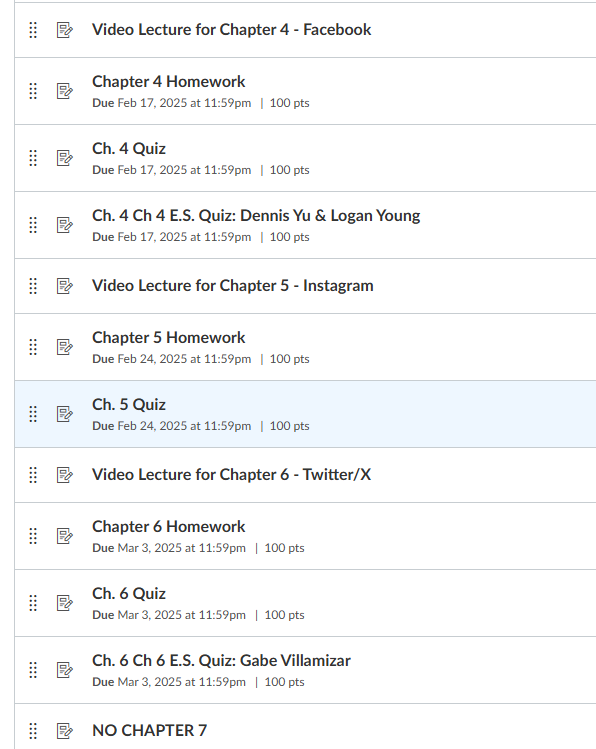 Video Lecture for Chapter 4 - Facebook
Chapter 4 Homework
Due Feb 17, 2025 at 11:59pm | 100 pts
Ch. 4 Quiz
Due Feb 17, 2025 at 11:59pm | 100 pts
Ch. 4 Ch 4 E.S. Quiz: Dennis Yu & Logan Young
Due Feb 17, 2025 at 11:59pm | 100 pts
Video Lecture for Chapter 5 - Instagram
Chapter 5 Homework
Due Feb 24, 2025 at 11:59pm | 100 pts
Ch. 5 Quiz
Due Feb 24, 2025 at 11:59pm | 100 pts
Video Lecture for Chapter 6 - Twitter/X
Chapter 6 Homework
Due Mar 3, 2025 at 11:59pm | 100 pts
Ch. 6 Quiz
Due Mar 3, 2025 at 11:59pm | 100 pts
Ch. 6 Ch 6 E.S. Quiz: Gabe Villamizar
Due Mar 3, 2025 at 11:59pm | 100 pts
NO CHAPTER 7